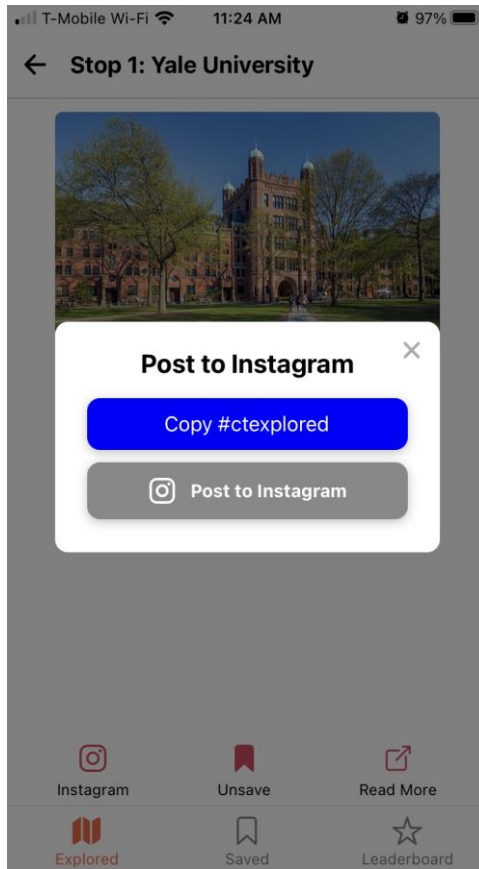 T-Mobile Wi-Fi 11:24 AM 97%
Stop 1: Yale University
Post to Instagram
Copy #ctexplored
Post to Instagram
Instagram Unsave Read More
Explored Saved Leaderboard